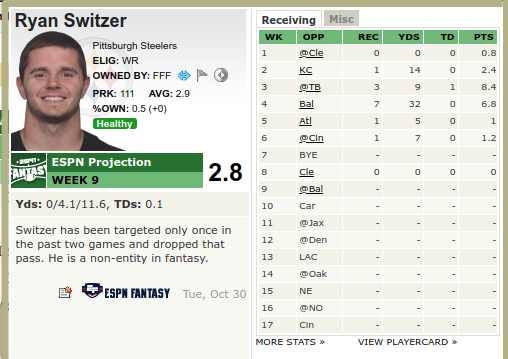 Ryan Switzer
Pittsburgh Steelers
ELIG: WR
OWNED BY: FFF
PRK: 111 AVG: 2.9
%OWN: 0.5 (+0)
Healthy
ESPN FANTASY
ESPN Projection
WEEK 9
2.8
Yds: 0/4.1/11.6, TDs: 0.1
Switzer has been targeted only once in
the past two games and dropped that
pass. He is a non-entity in fantasy.
ESPN FANTASY Tue, Oct 30
Receiving Misc
WK OPP REC YDS TD PTS
1 @Cle 0 0 0 0.8
2 KC 1 14 0 2.4
3 @TB 3 9 1 8.4
4 Bal 7 32 0 6.8
5 Atl 1 5 0 1
6 @Cin 1 7 0 1.2
7 BYE - - - -
8 Cle 0 0 0 0
9 @Bal - - - -
10 Car - - - -
11 @Jax - - - -
12 @Den - - - -
13 LAC - - - -
14 @Oak - - - -
15 NE - - - -
16 @NO - - - -
17 Cin - - - -
MORE STATS » VIEW PLAYERCARD »